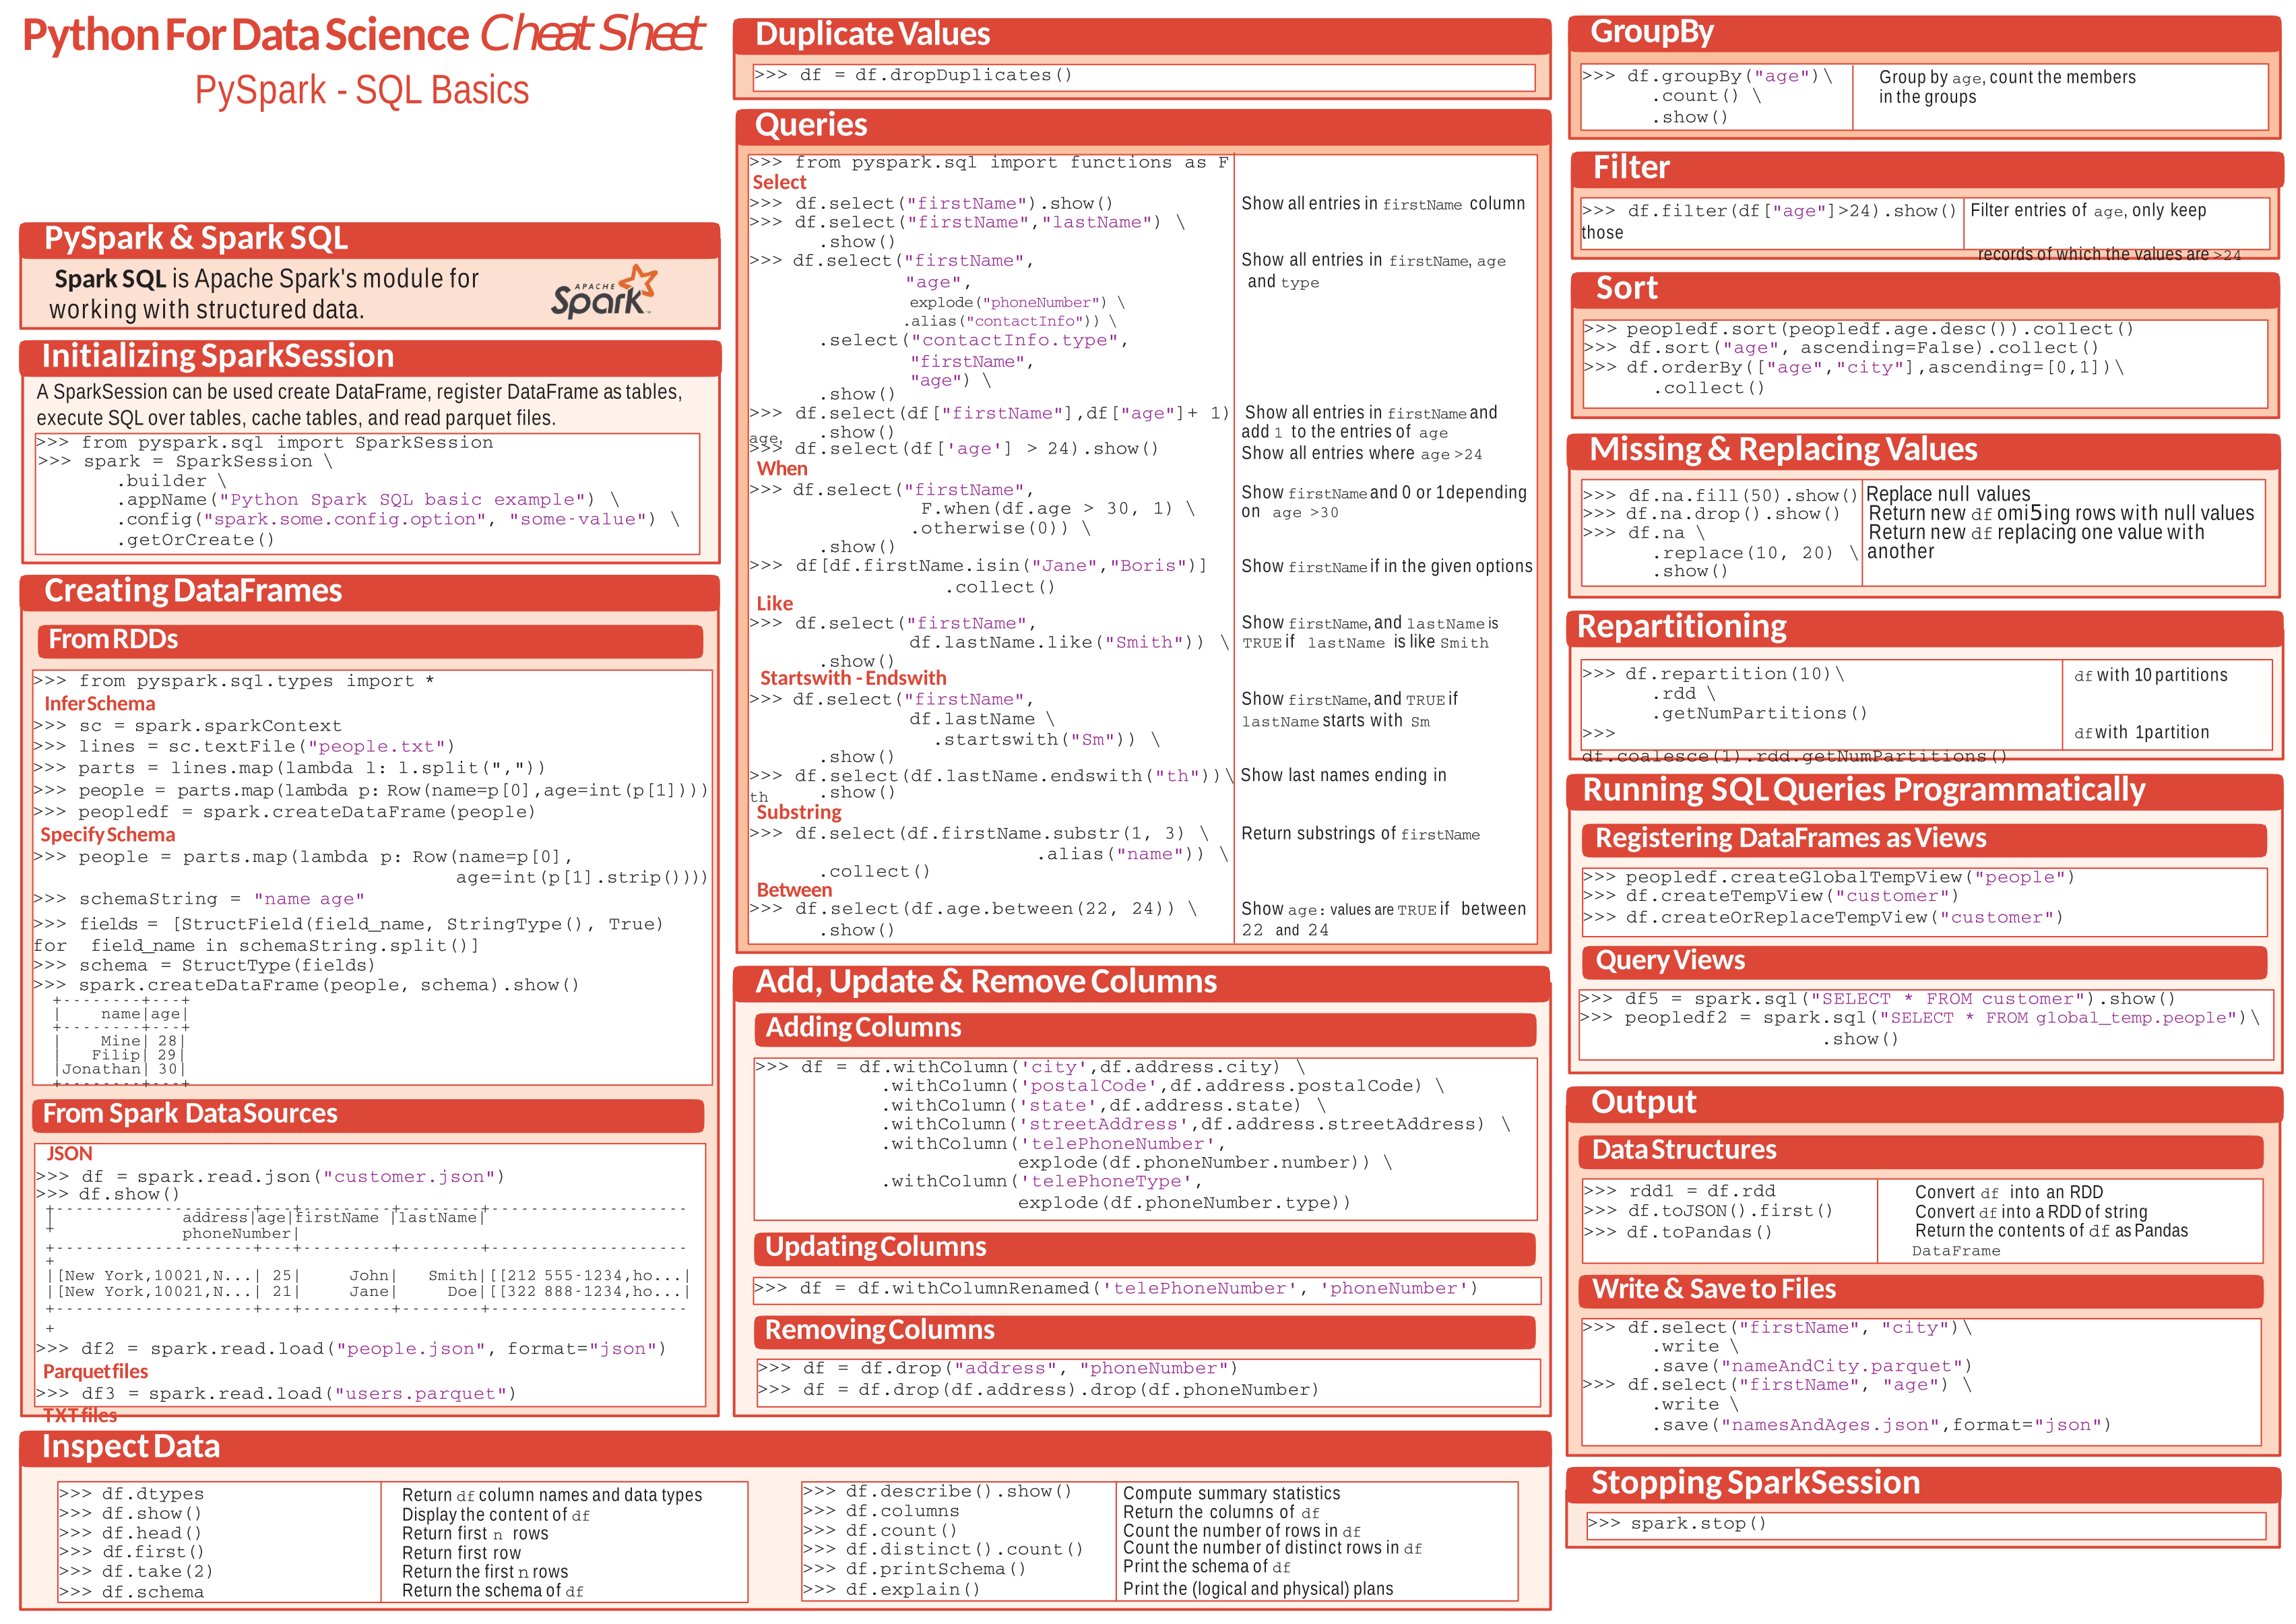 Python For Data Science Cheat Sheet
PySpark - SQL Basics
PySpark & Spark SQL
Spark SQL is Apache Spark's module for
working with structured data.
APACHE
Spark
Initializing SparkSession
A SparkSession can be used create DataFrame, register DataFrame as tables,
execute SQL over tables, cache tables, and read parquet files.
>>> from pyspark.sql import SparkSession
>>> spark = SparkSession \
.builder \
.appName("Python Spark SQL basic example") \
.config("spark.some.config.option", "some-value") \
.getOrCreate()
Creating DataFrames
From RDDs
>>> from pyspark.sql.types import *
Infer Schema
>>> sc = spark.sparkContext
>>> lines = sc.textFile("people.txt")
>>> parts = lines.map(lambda l: l.split(","))
>>> people = parts.map(lambda p: Row(name=p[0],age=int(p[1])))
>>> peopledf = spark.createDataFrame(people)
Specify Schema
>>> people = parts.map(lambda p: Row(name=p[0],
age=int(p[1].strip())))
>>> schemaString = "name age"
>>> fields = [StructField(field_name, StringType(), True)
for field_name in schemaString.split()]
>>> schema = StructType(fields)
>>> spark.createDataFrame(people, schema).show()
+--------+---+
| name|age|
+--------+---+
| Mine| 28|
| Filip| 29|
|Jonathan| 30|
+--------+---+
From Spark Data Sources
JSON
>>> df = spark.read.json("customer.json")
>>> df.show()
+--------------------+---+---------+--------+--------------------
+
| address|age|firstName |lastName|
phoneNumber|
+--------------------+---+---------+--------+--------------------
+
|[New York,10021,N...| 25| John| Smith|[[212 555-1234,ho...|
|[New York,10021,N...| 21| Jane| Doe|[[322 888-1234,ho...|
+--------------------+---+---------+--------+--------------------
+
>>> df2 = spark.read.load("people.json", format="json")
Parquet files
>>> df3 = spark.read.load("users.parquet")
TXT files
Duplicate Values
>>> df = df.dropDuplicates()
Queries
>>> from pyspark.sql import functions as F
Select
>>> df.select("firstName").show() Show all entries in firstName column
>>> df.select("firstName","lastName") \
.show()
>>> df.select("firstName", Show all entries in firstName, age
"age", and type
explode("phoneNumber") \
.alias("contactInfo")) \
.select("contactInfo.type",
"firstName",
"age") \
.show()
>>> df.select(df["firstName"],df["age"]+ 1) Show all entries in firstName and
age, .show() add 1 to the entries of age
>>> df.select(df['age'] > 24).show() Show all entries where age >24
When
>>> df.select("firstName", Show firstName and 0 or 1 depending
F.when(df.age > 30, 1) \ on age >30
.otherwise(0)) \
.show()
>>> df[df.firstName.isin("Jane","Boris")] Show firstName if in the given options
.collect()
Like
>>> df.select("firstName", Show firstName, and lastName is
df.lastName.like("Smith")) \ TRUE if lastName is like Smith
.show()
Startswith - Endswith
>>> df.select("firstName", Show firstName, and TRUE if
df.lastName \ lastName starts with Sm
.startswith("Sm")) \
.show()
>>> df.select(df.lastName.endswith("th"))\ Show last names ending in
th .show()
Substring
>>> df.select(df.firstName.substr(1, 3) \ Return substrings of firstName
.alias("name")) \
.collect()
Between
>>> df.select(df.age.between(22, 24)) \ Show age: values are TRUE if between
.show() 22 and 24
Add, Update & Remove Columns
Adding Columns
>>> df = df.withColumn('city',df.address.city) \
.withColumn('postalCode',df.address.postalCode) \
.withColumn('state',df.address.state) \
.withColumn('streetAddress',df.address.streetAddress) \
.withColumn('telePhoneNumber',
explode(df.phoneNumber.number)) \
.withColumn('telePhoneType',
explode(df.phoneNumber.type))
Updating Columns
>>> df = df.withColumnRenamed('telePhoneNumber', 'phoneNumber')
Removing Columns
>>> df = df.drop("address", "phoneNumber")
>>> df = df.drop(df.address).drop(df.phoneNumber)
Inspect Data
>>> df.dtypes Return df column names and data types
>>> df.show() Display the content of df
>>> df.head() Return first n rows
>>> df.first() Return first row
>>> df.take(2) Return the first n rows
>>> df.schema Return the schema of df
>>> df.describe().show() Compute summary statistics
>>> df.columns Return the columns of df
>>> df.count() Count the number of rows in df
>>> df.distinct().count() Count the number of distinct rows in df
>>> df.printSchema() Print the schema of df
>>> df.explain() Print the (logical and physical) plans
GroupBy
>>> df.groupBy("age")\ Group by age, count the members
.count() \ in the groups
.show()
Filter
>>> df.filter(df["age"]>24).show() Filter entries of age, only keep
those
records of which the values are >24
Sort
>>> peopledf.sort(peopledf.age.desc()).collect()
>>> df.sort("age", ascending=False).collect()
>>> df.orderBy(["age","city"],ascending=[0,1])\
.collect()
Missing & Replacing Values
>>> df.na.fill(50).show() Replace null values
>>> df.na.drop().show() Return new df omi5ing rows with null values
>>> df.na \ Return new df replacing one value with
.replace(10, 20) \ another
.show()
Repartitioning
>>> df.repartition(10)\ df with 10 partitions
.rdd \
.getNumPartitions()
>>> df with 1 partition
df.coalesce(1).rdd.getNumPartitions()
Running SQL Queries Programmatically
Registering DataFrames as Views
>>> peopledf.createGlobalTempView("people")
>>> df.createTempView("customer")
>>> df.createOrReplaceTempView("customer")
Query Views
>>> df5 = spark.sql("SELECT * FROM customer").show()
>>> peopledf2 = spark.sql("SELECT * FROM global_temp.people")\
.show()
Output
Data Structures
>>> rdd1 = df.rdd Convert df into an RDD
>>> df.toJSON().first() Convert df into a RDD of string
>>> df.toPandas() Return the contents of df as Pandas
DataFrame
Write & Save to Files
>>> df.select("firstName", "city")\
.write \
.save("nameAndCity.parquet")
>>> df.select("firstName", "age") \
.write \
.save("namesAndAges.json",format="json")
Stopping SparkSession
>>> spark.stop()